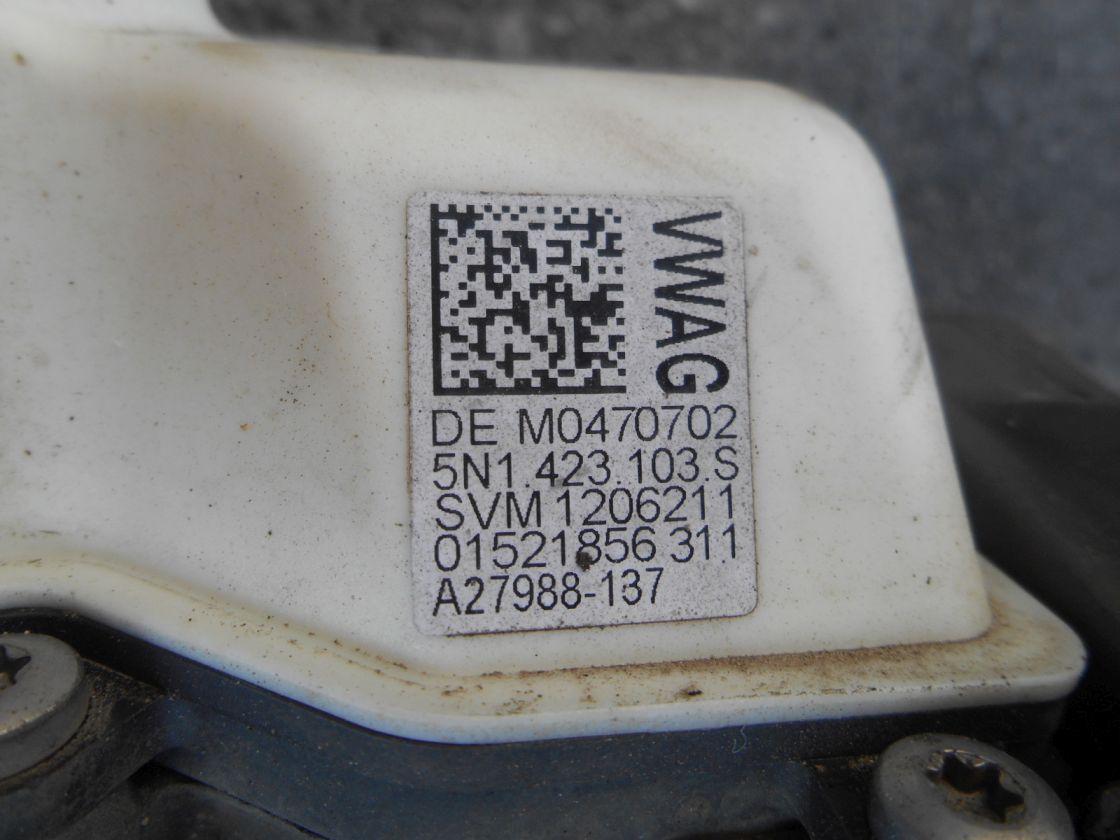 VWAG
DE M0470702
5N1.423.103.S
SVM 1206211
01521856 311
A27988-137